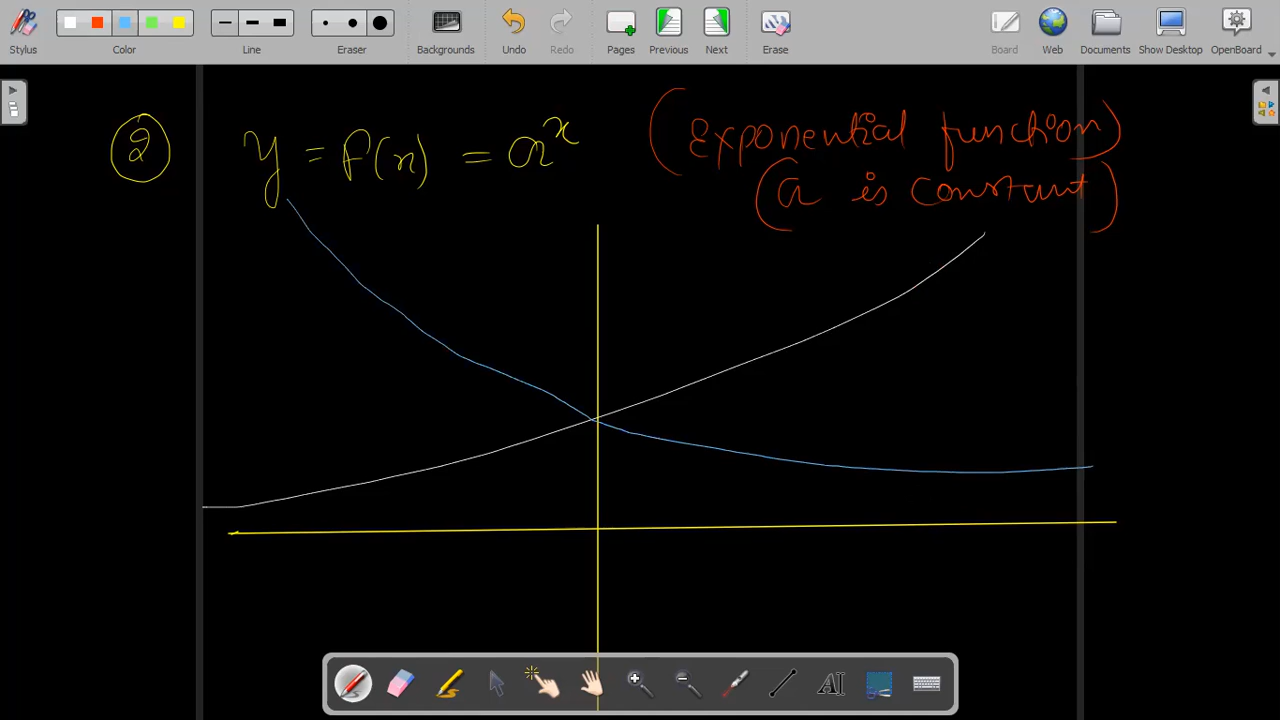 Stylus Color Line Eraser Backgrounds Undo Redo Pages Previous Next Erase Board Web Documents Show Desktop OpenBoard
② y = f(x) = a^x (Exponential function)
(a is constant)